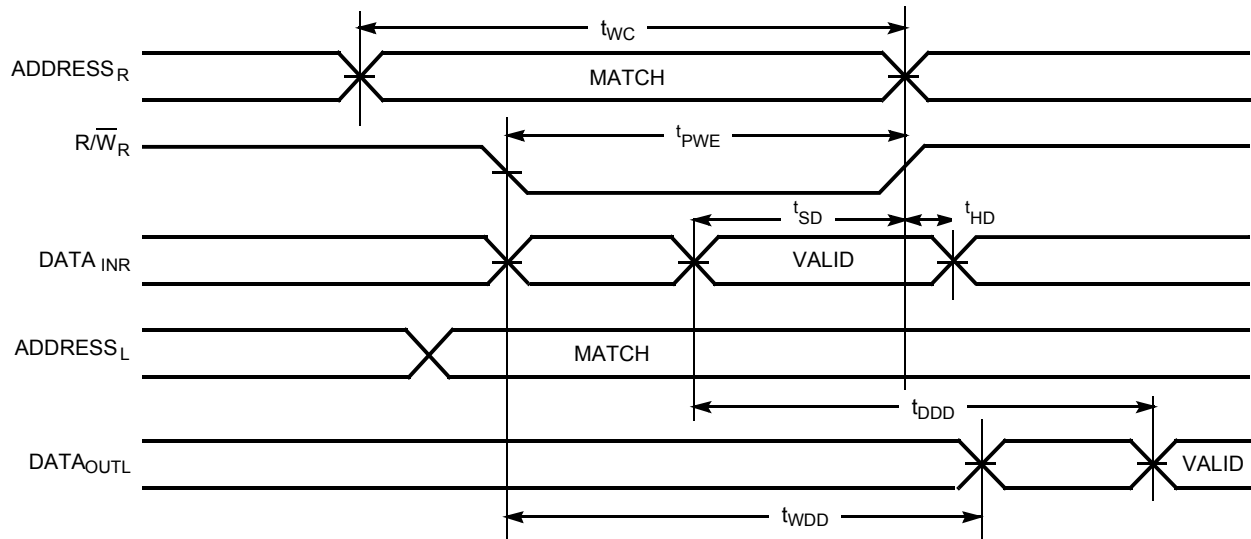 tWC
ADDRESSR
MATCH
R/W̅R
tPWE
tSD
tHD
DATA INR
VALID
ADDRESSL
MATCH
tDDD
DATAOUTL
VALID
tWDD